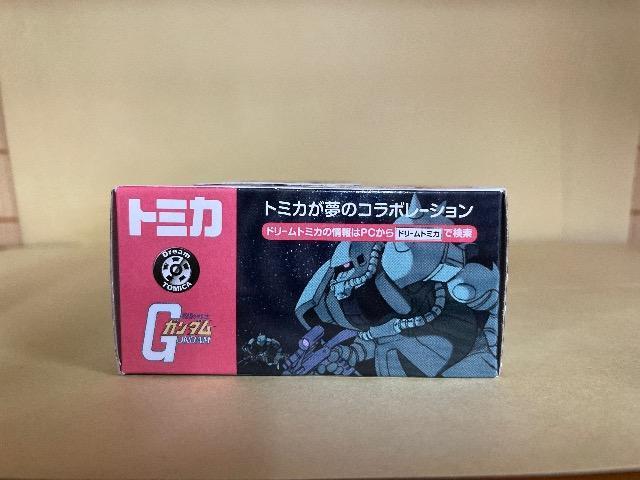 トミカ
Dream
TOMICA
ガンダム
GUNDAM
トミカが夢のコラボレーション
ドリームトミカの情報はPCから ドリームトミカ で検索